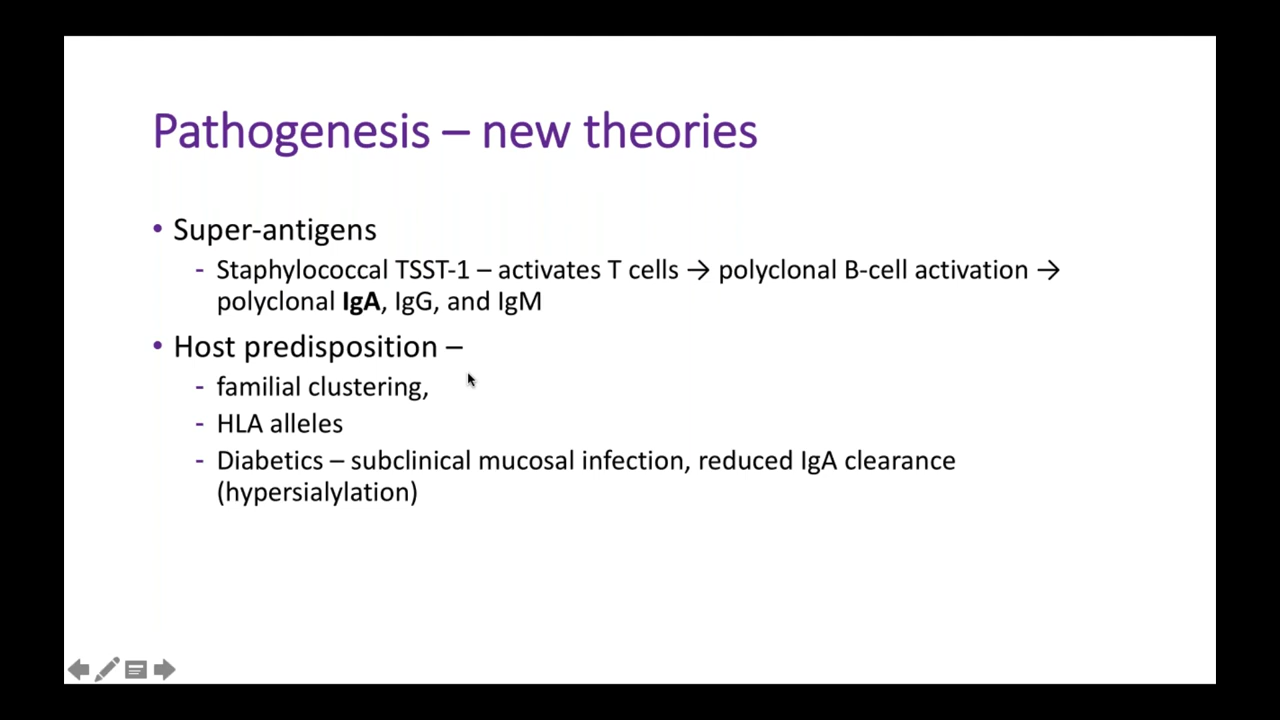 Pathogenesis – new theories
• Super-antigens
- Staphylococcal TSST-1 – activates T cells → polyclonal B-cell activation →
polyclonal IgA, IgG, and IgM
• Host predisposition –
- familial clustering,
- HLA alleles
- Diabetics – subclinical mucosal infection, reduced IgA clearance
(hypersialylation)